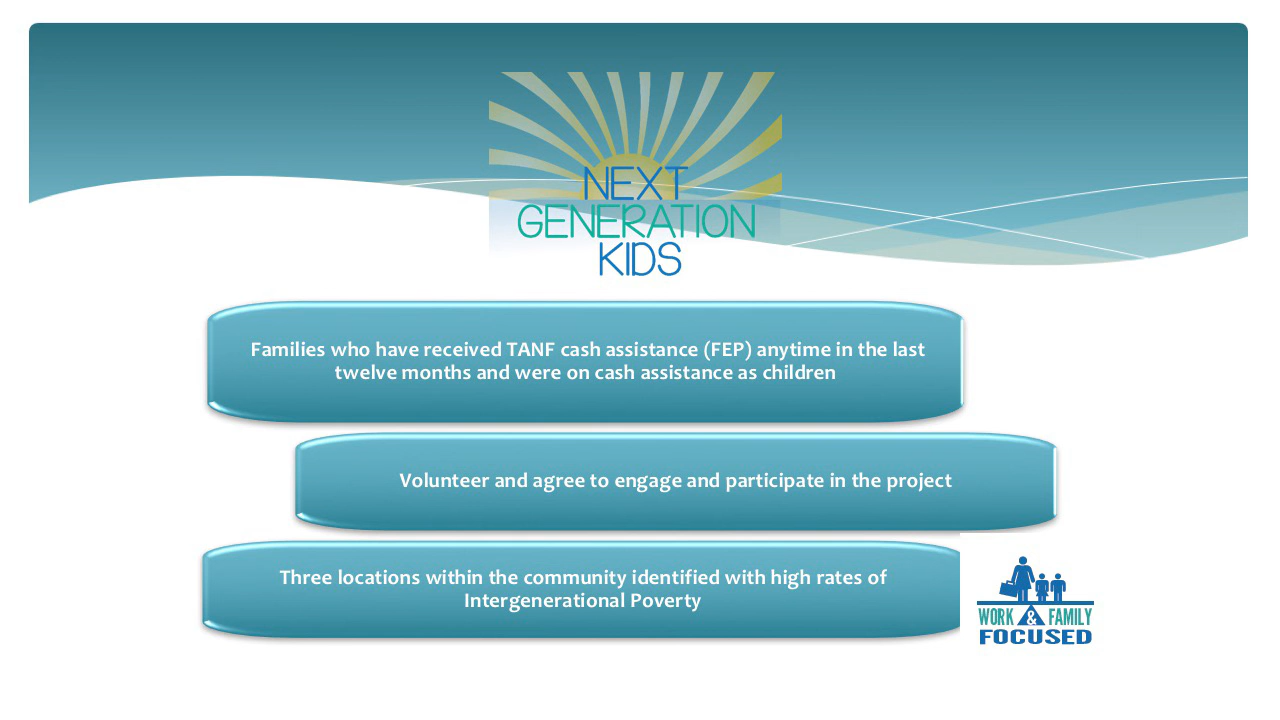 NEXT
GENERATION
KIDS
Families who have received TANF cash assistance (FEP) anytime in the last
twelve months and were on cash assistance as children
Volunteer and agree to engage and participate in the project
Three locations within the community identified with high rates of
Intergenerational Poverty
WORK & FAMILY
FOCUSED